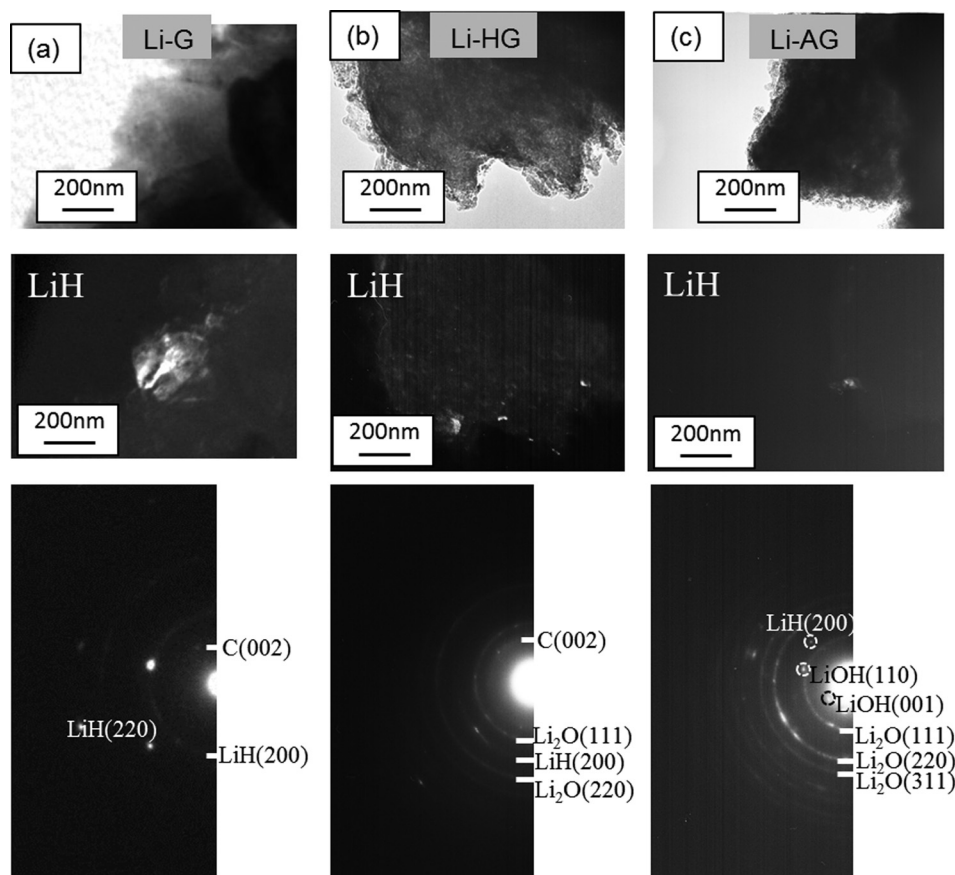 (a) Li-G
(b) Li-HG
(c) Li-AG
200nm
200nm
200nm
LiH
LiH
LiH
200nm
200nm
200nm
C(002)
LiH(220)
LiH(200)
C(002)
Li₂O(111)
LiH(200)
Li₂O(220)
LiH(200)
LiOH(110)
LiOH(001)
Li₂O(111)
Li₂O(220)
Li₂O(311)